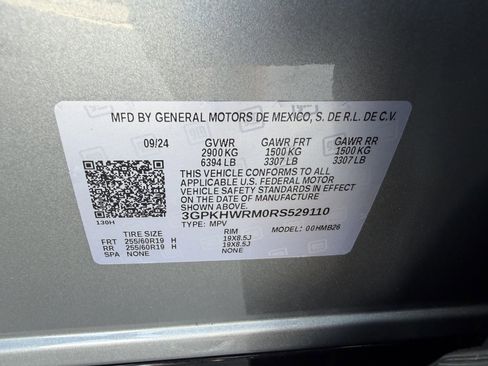 MFD BY GENERAL MOTORS DE MEXICO, S. DE R.L. DE C.V.
09/24 GVWR GAWR FRT GAWR RR
2900 KG 1500 KG 1500 KG
6394 LB 3307 LB 3307 LB
THIS VEHICLE CONFORMS TO ALL
APPLICABLE U.S. FEDERAL MOTOR
VEHICLE SAFETY STANDARDS IN EFFECT
ON THE DATE OF MANUFACTURE SHOWN ABOVE.
3GPKHWRM0RS529110
130H
TYPE: MPV MODEL: 00HMB26
TIRE SIZE RIM
FRT 255/60R19 H 19X8.5J
RR 255/60R19 H 19X8.5J
SPA NONE NONE